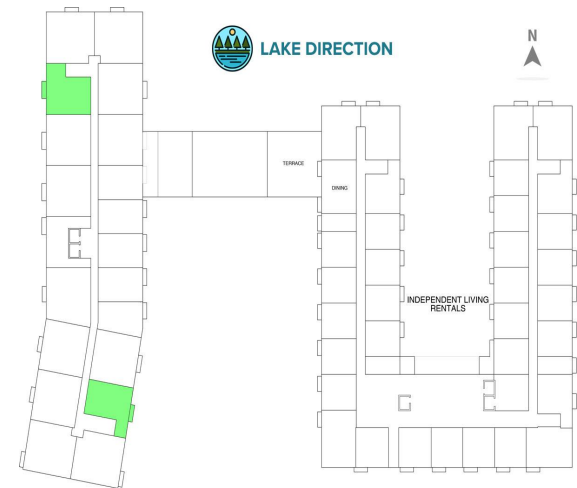 LAKE DIRECTION
N
TERRACE
DINING
INDEPENDENT LIVING
RENTALS